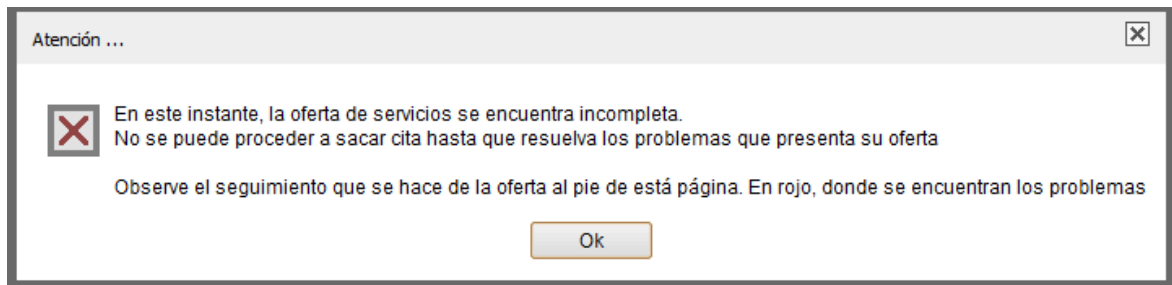 Atención ...
En este instante, la oferta de servicios se encuentra incompleta.
No se puede proceder a sacar cita hasta que resuelva los problemas que presenta su oferta
Observe el seguimiento que se hace de la oferta al pie de está página. En rojo, donde se encuentran los problemas
Ok